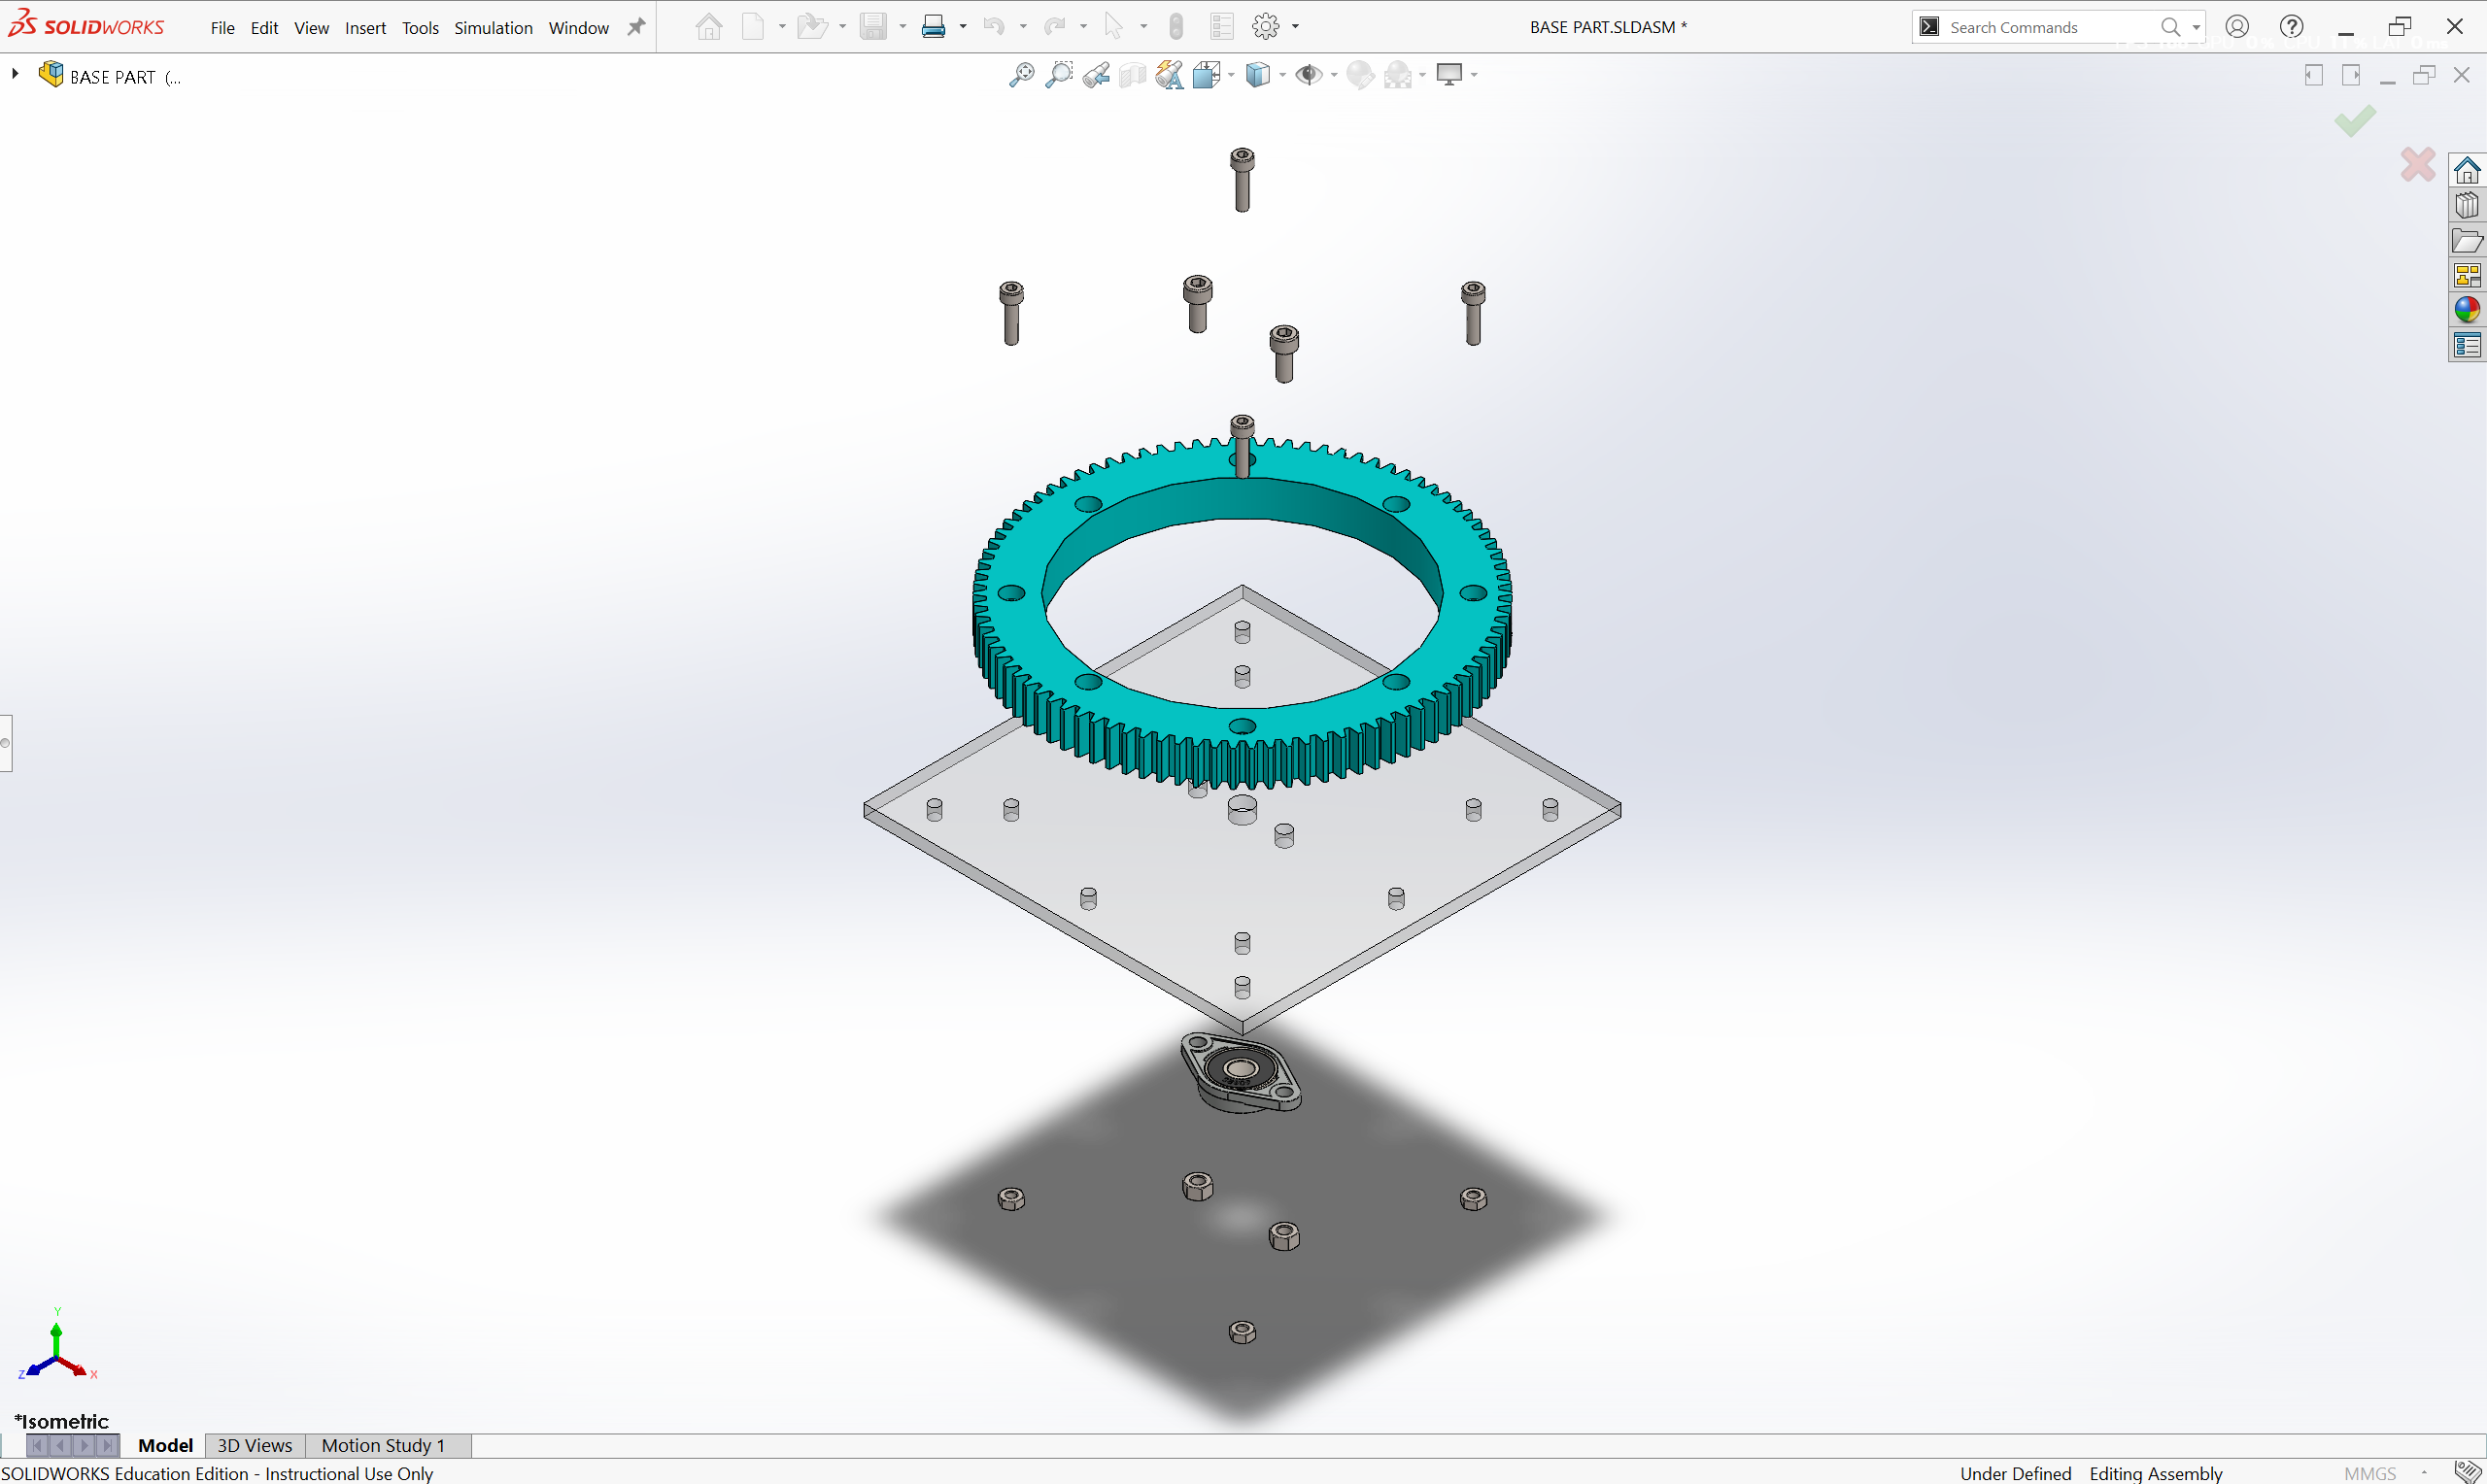 SOLIDWORKS File Edit View Insert Tools Simulation Window BASE PART.SLDASM * Search Commands
BASE PART (...
Y
Z X
*Isometric
Model 3D Views Motion Study 1
SOLIDWORKS Education Edition - Instructional Use Only Under Defined Editing Assembly MMGS